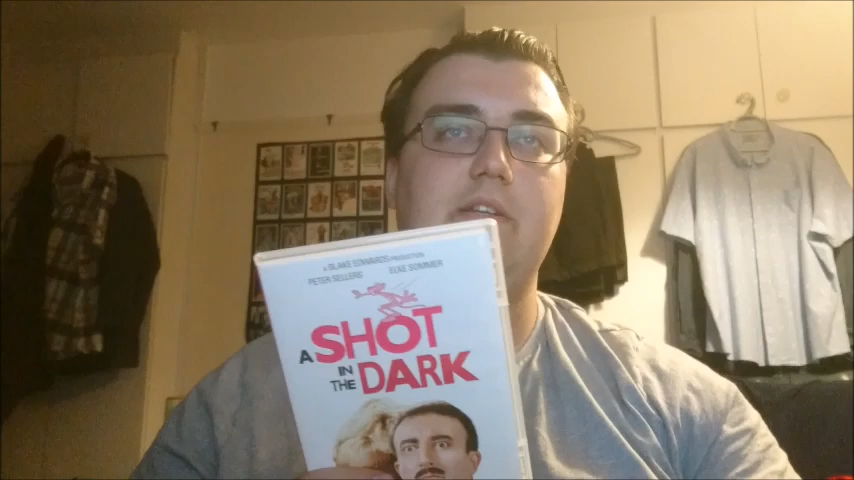 A BLAKE EDWARDS PRODUCTION
PETER SELLERS ELKE SOMMER
A SHOT
IN
THE DARK